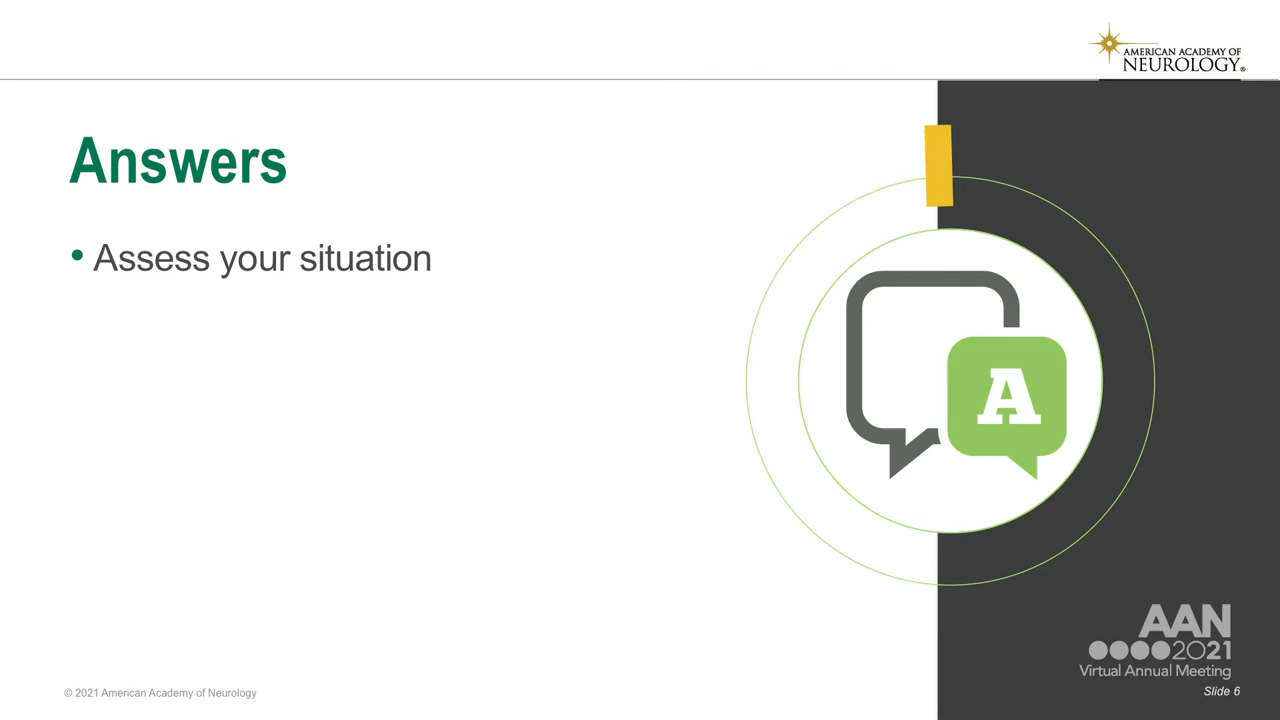 AMERICAN ACADEMY OF
NEUROLOGY®
Answers
• Assess your situation
A
AAN
2021
Virtual Annual Meeting
© 2021 American Academy of Neurology
Slide 6